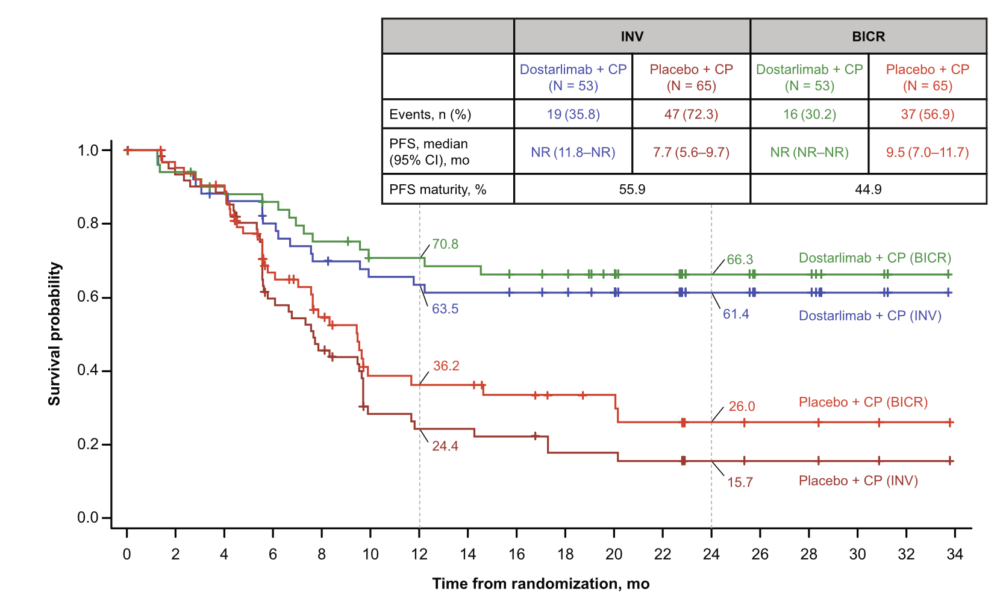 INV BICR
Dostarlimab + CP Placebo + CP Dostarlimab + CP Placebo + CP
(N = 53) (N = 65) (N = 53) (N = 65)
Events, n (%) 19 (35.8) 47 (72.3) 16 (30.2) 37 (56.9)
PFS, median
(95% CI), mo NR (11.8–NR) 7.7 (5.6–9.7) NR (NR–NR) 9.5 (7.0–11.7)
PFS maturity, % 55.9 44.9
Survival probability
1.0
0.8
0.6
0.4
0.2
0.0
70.8
66.3
Dostarlimab + CP (BICR)
63.5
61.4
Dostarlimab + CP (INV)
36.2
26.0
Placebo + CP (BICR)
24.4
15.7
Placebo + CP (INV)
0 2 4 6 8 10 12 14 16 18 20 22 24 26 28 30 32 34
Time from randomization, mo